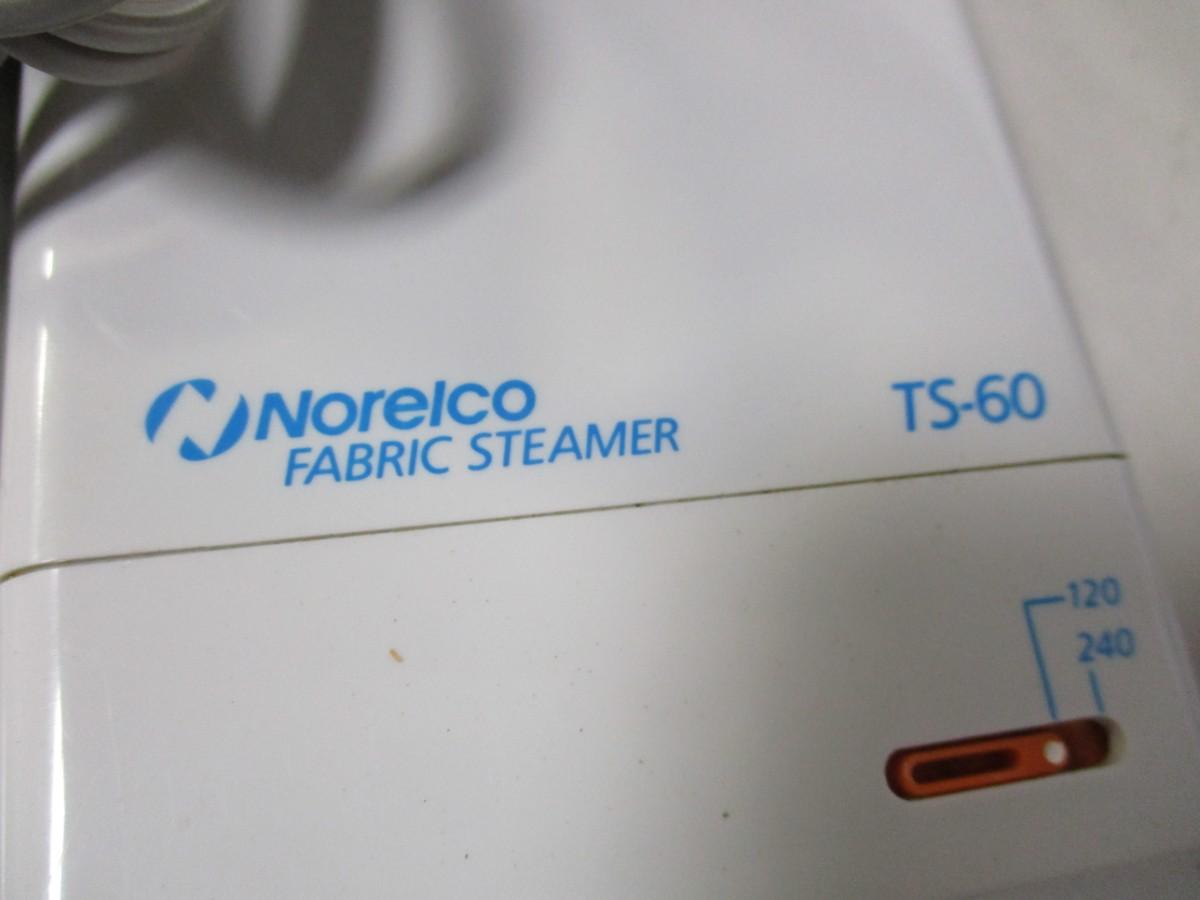 Norelco
FABRIC STEAMER
TS-60
120
240